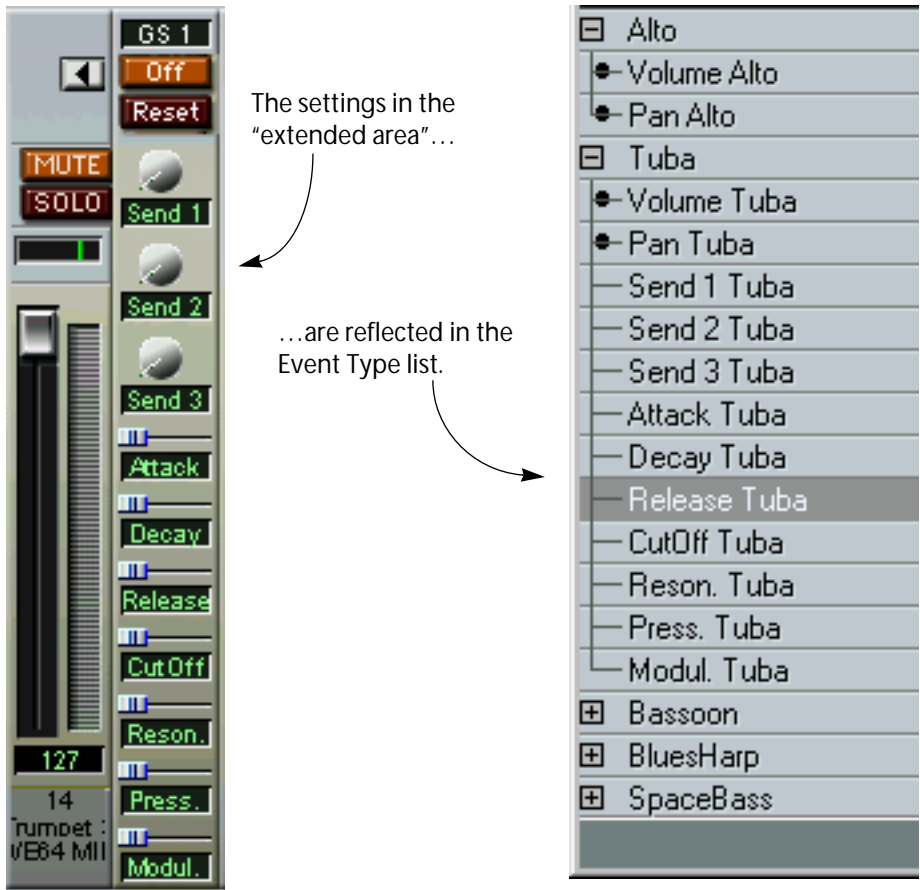 GS 1
Off
Reset
MUTE
SOLO
Send 1
Send 2
Send 3
Attack
Decay
Release
CutOff
Reson.
Press.
Modul.
127
14
The settings in the
“extended area”…
…are reflected in the
Event Type list.
Alto
Volume Alto
Pan Alto
Tuba
Volume Tuba
Pan Tuba
Send 1 Tuba
Send 2 Tuba
Send 3 Tuba
Attack Tuba
Decay Tuba
Release Tuba
CutOff Tuba
Reson. Tuba
Press. Tuba
Modul. Tuba
Bassoon
BluesHarp
SpaceBass